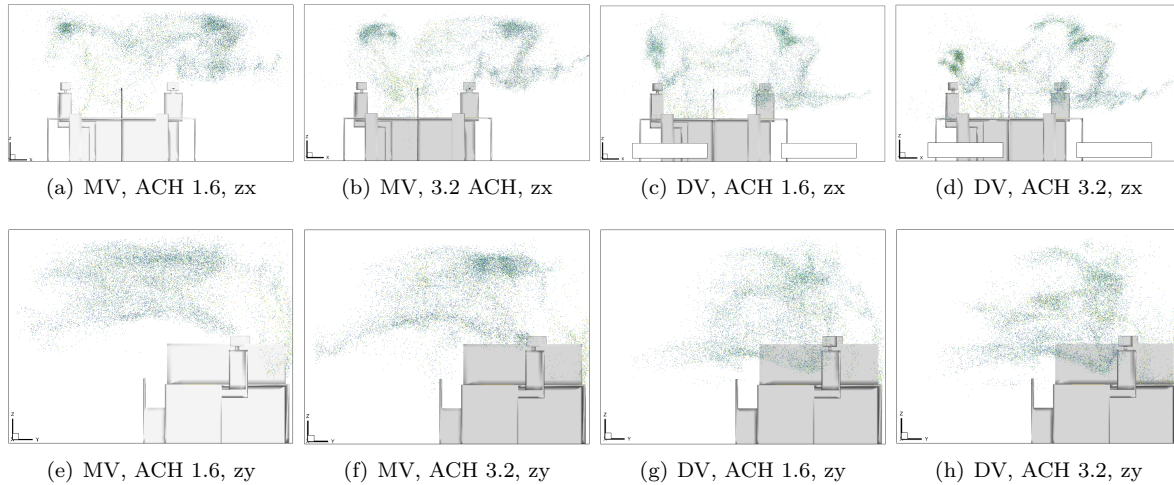 (a) MV, ACH 1.6, zx
(b) MV, 3.2 ACH, zx
(c) DV, ACH 1.6, zx
(d) DV, ACH 3.2, zx
(e) MV, ACH 1.6, zy
(f) MV, ACH 3.2, zy
(g) DV, ACH 1.6, zy
(h) DV, ACH 3.2, zy